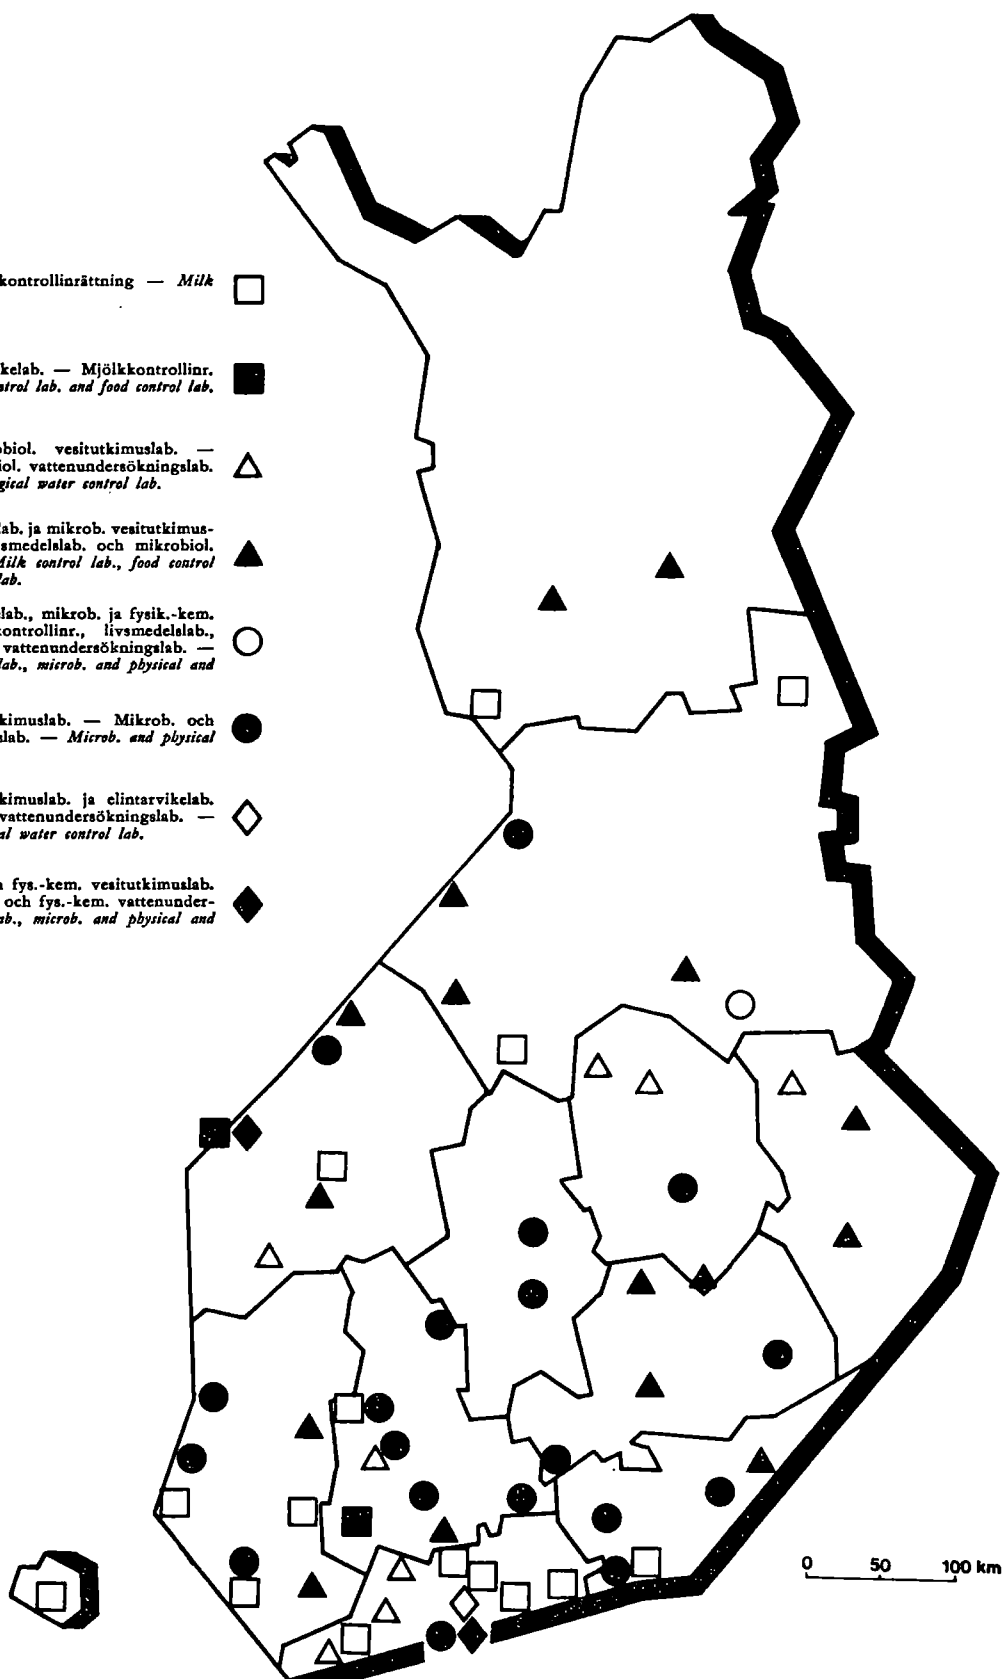 kontrollinrättning — Milk
kelab. — Mjölkkontrollinr.
trol lab. and food control lab.
obiol. vesitutkimuslab. —
iol. vattenundersökningslab.
gical water control lab.
lab. ja mikrob. vesitutkimus-
smedelslab. och mikrobiol.
Milk control lab., food control
lab.
elab., mikrob. ja fysik.-kem.
kontrollinr., livsmedelslab.,
vattenundersökningslab. —
lab., microb. and physical and
kimuslab. — Mikrob. och
slab. — Microb. and physical
kimuslab. ja elintarvikelab.
vattenundersökningslab. —
al water control lab.
a fys.-kem. vesitutkimuslab.
och fys.-kem. vattenunder-
ab., microb. and physical and
0 50 100 km